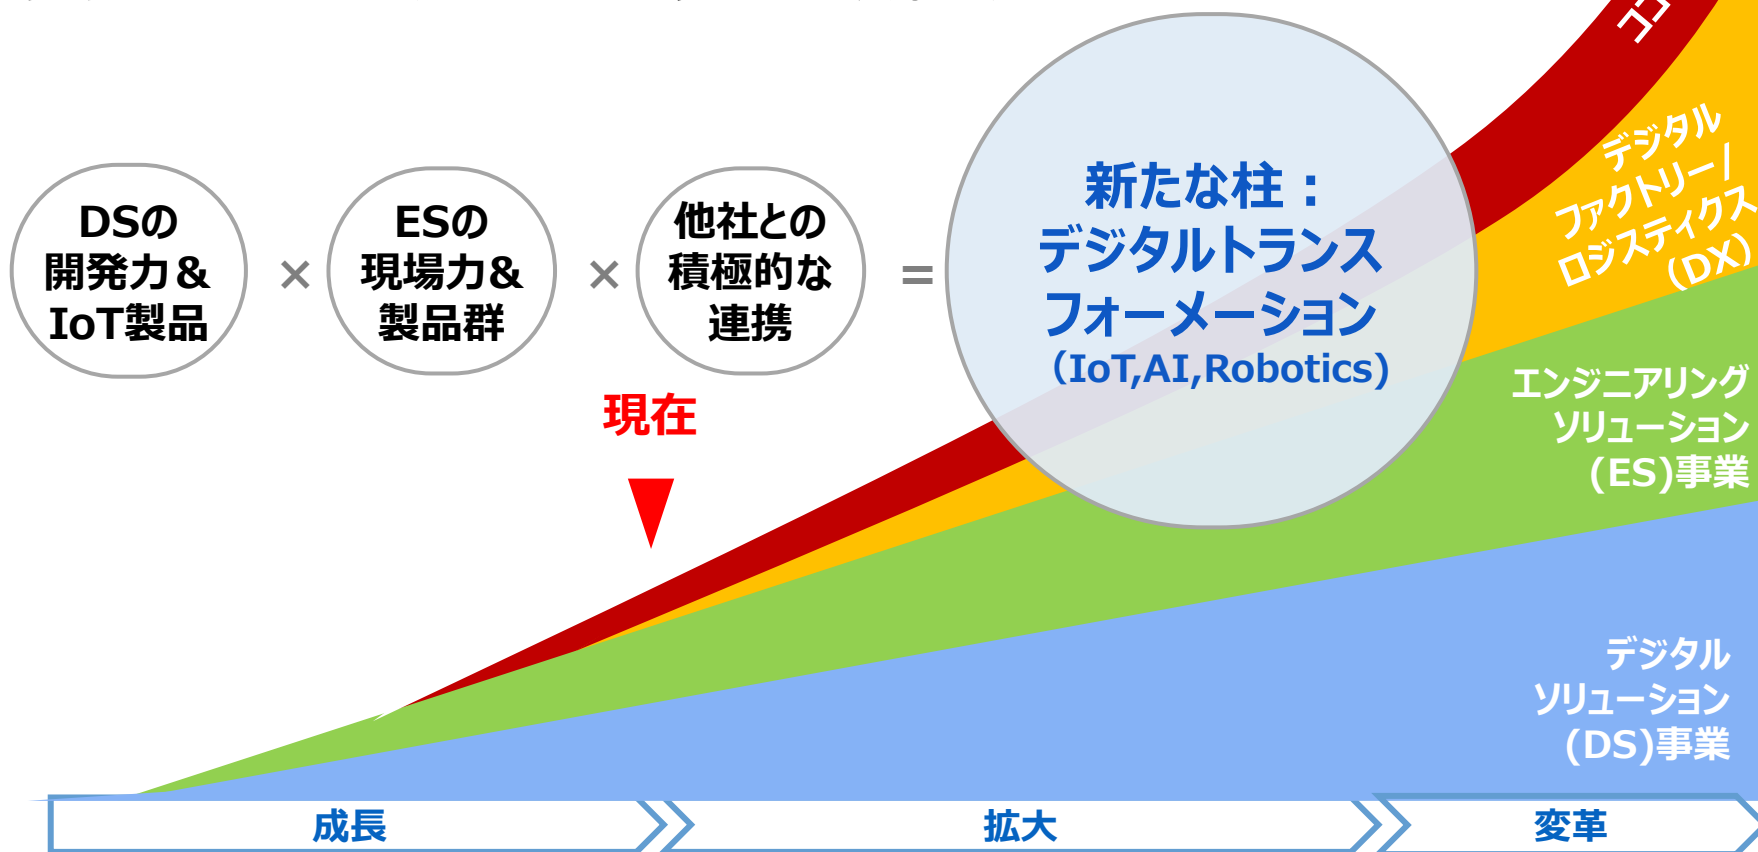 DSの
開発力&
IoT製品
×
ESの
現場力&
製品群
×
他社との
積極的な
連携
=
新たな柱：
デジタルトランス
フォーメーション
（IoT,AI,Robotics)
現在
デジタル
ファクトリー/
ロジスティクス
(DX)
エンジニアリング
ソリューション
(ES)事業
デジタル
ソリューション
(DS)事業
成長
拡大
変革